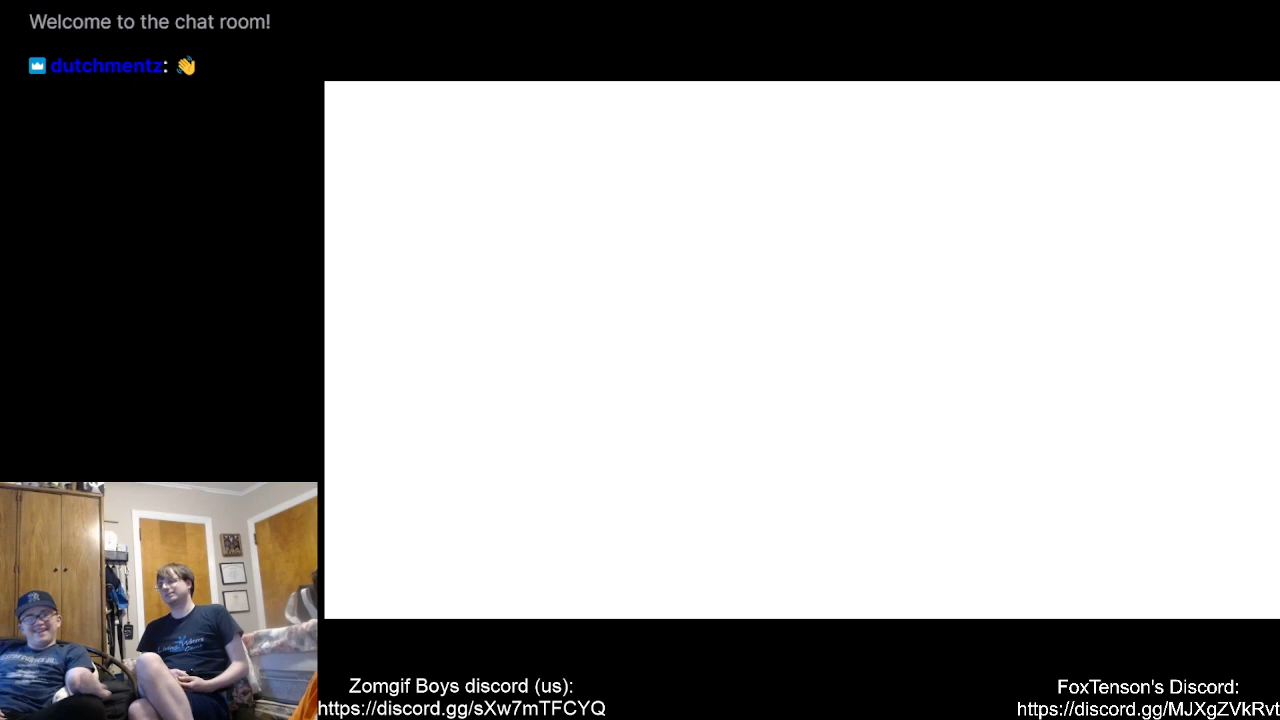 Welcome to the chat room!
dutchmentz: 👋
Zomgif Boys discord (us):
https://discord.gg/sXw7mTFCYQ
FoxTenson's Discord:
https://discord.gg/MJXgZVkRvt